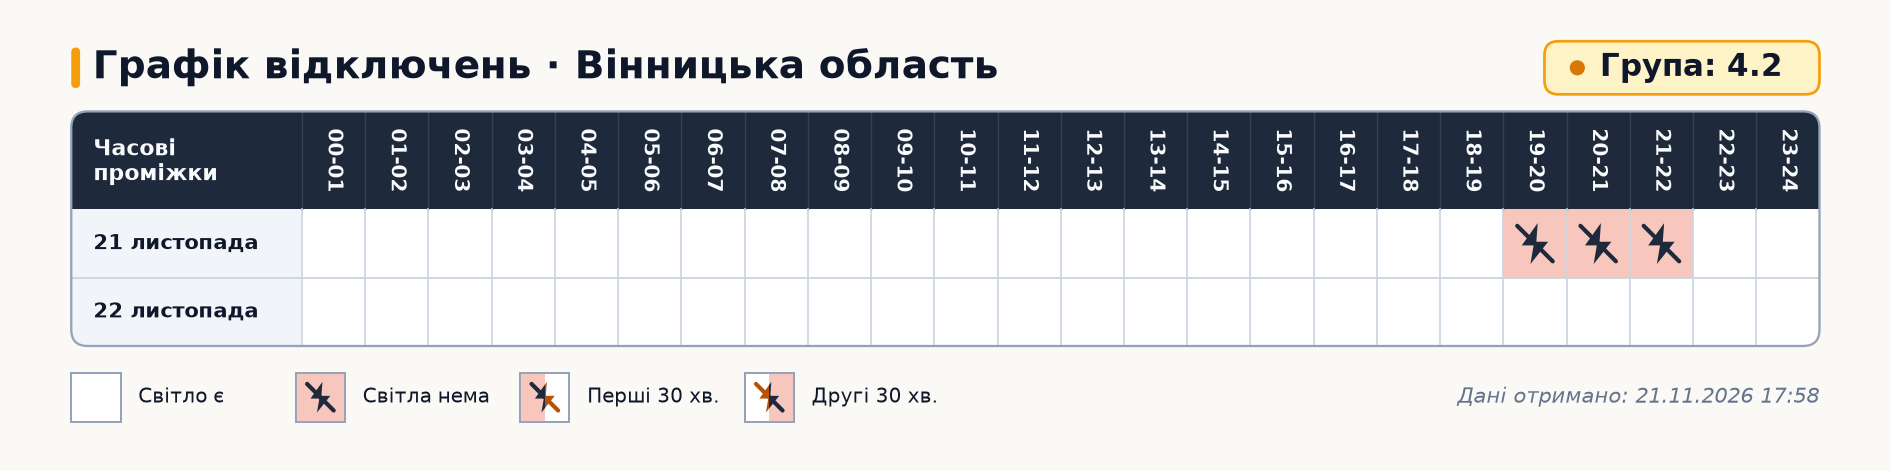 Графік відключень · Вінницька область
Група: 4.2
Часові
проміжки
00-01 01-02 02-03 03-04 04-05 05-06 06-07 07-08 08-09 09-10 10-11 11-12 12-13 13-14 14-15 15-16 16-17 17-18 18-19 19-20 20-21 21-22 22-23 23-24
21 листопада
22 листопада
Світло є Світла нема Перші 30 хв. Другі 30 хв.
Дані отримано: 21.11.2026 17:58